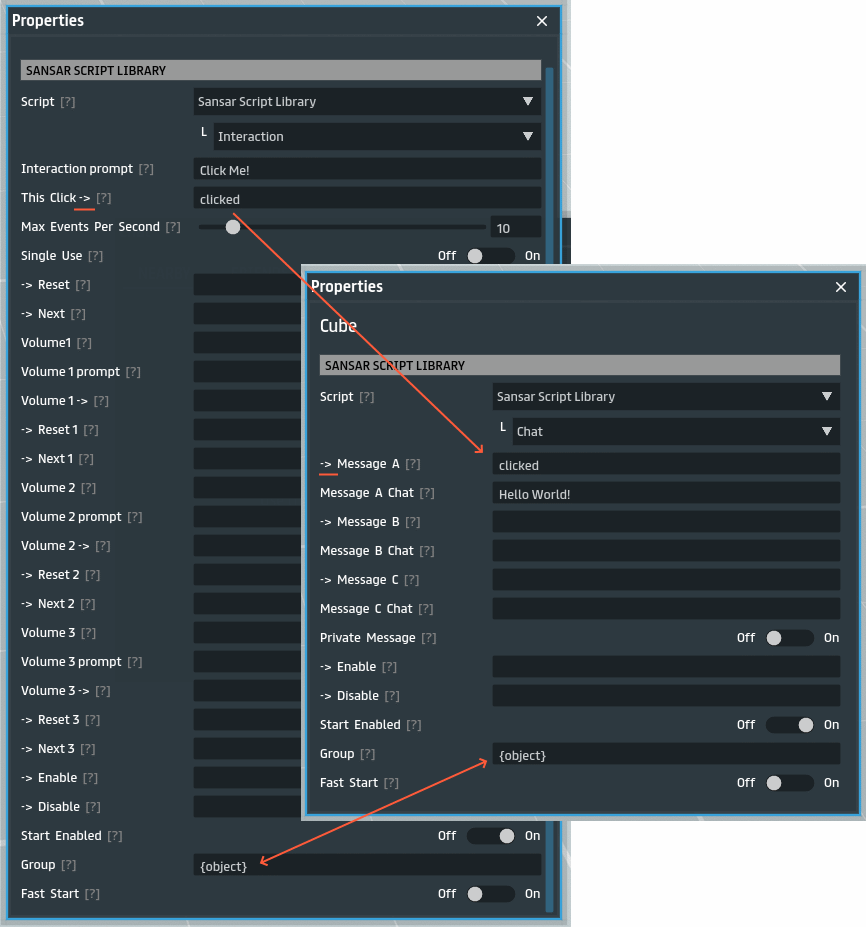 Properties
SANSAR SCRIPT LIBRARY
Script [?] Sansar Script Library
Interaction
Interaction prompt [?] Click Me!
This Click -> [?] clicked
Max Events Per Second [?] 10
Single Use [?] Off On
-> Reset [?]
-> Next [?]
Volume1 [?]
Volume 1 prompt [?]
Volume 1 -> [?]
-> Reset 1 [?]
-> Next 1 [?]
Volume 2 [?]
Volume 2 prompt [?]
Volume 2 -> [?]
-> Reset 2 [?]
-> Next 2 [?]
Volume 3 [?]
Volume 3 prompt [?]
Volume 3 -> [?]
-> Reset 3 [?]
-> Next 3 [?]
-> Enable [?]
-> Disable [?]
Start Enabled [?] Off On
Group [?] {object}
Fast Start [?] Off On
Properties
Cube
SANSAR SCRIPT LIBRARY
Script [?] Sansar Script Library
Chat
-> Message A [?] clicked
Message A Chat [?] Hello World!
-> Message B [?]
Message B Chat [?]
-> Message C [?]
Message C Chat [?]
Private Message [?] Off On
-> Enable [?]
-> Disable [?]
Start Enabled [?] Off On
Group [?] {object}
Fast Start [?] Off On